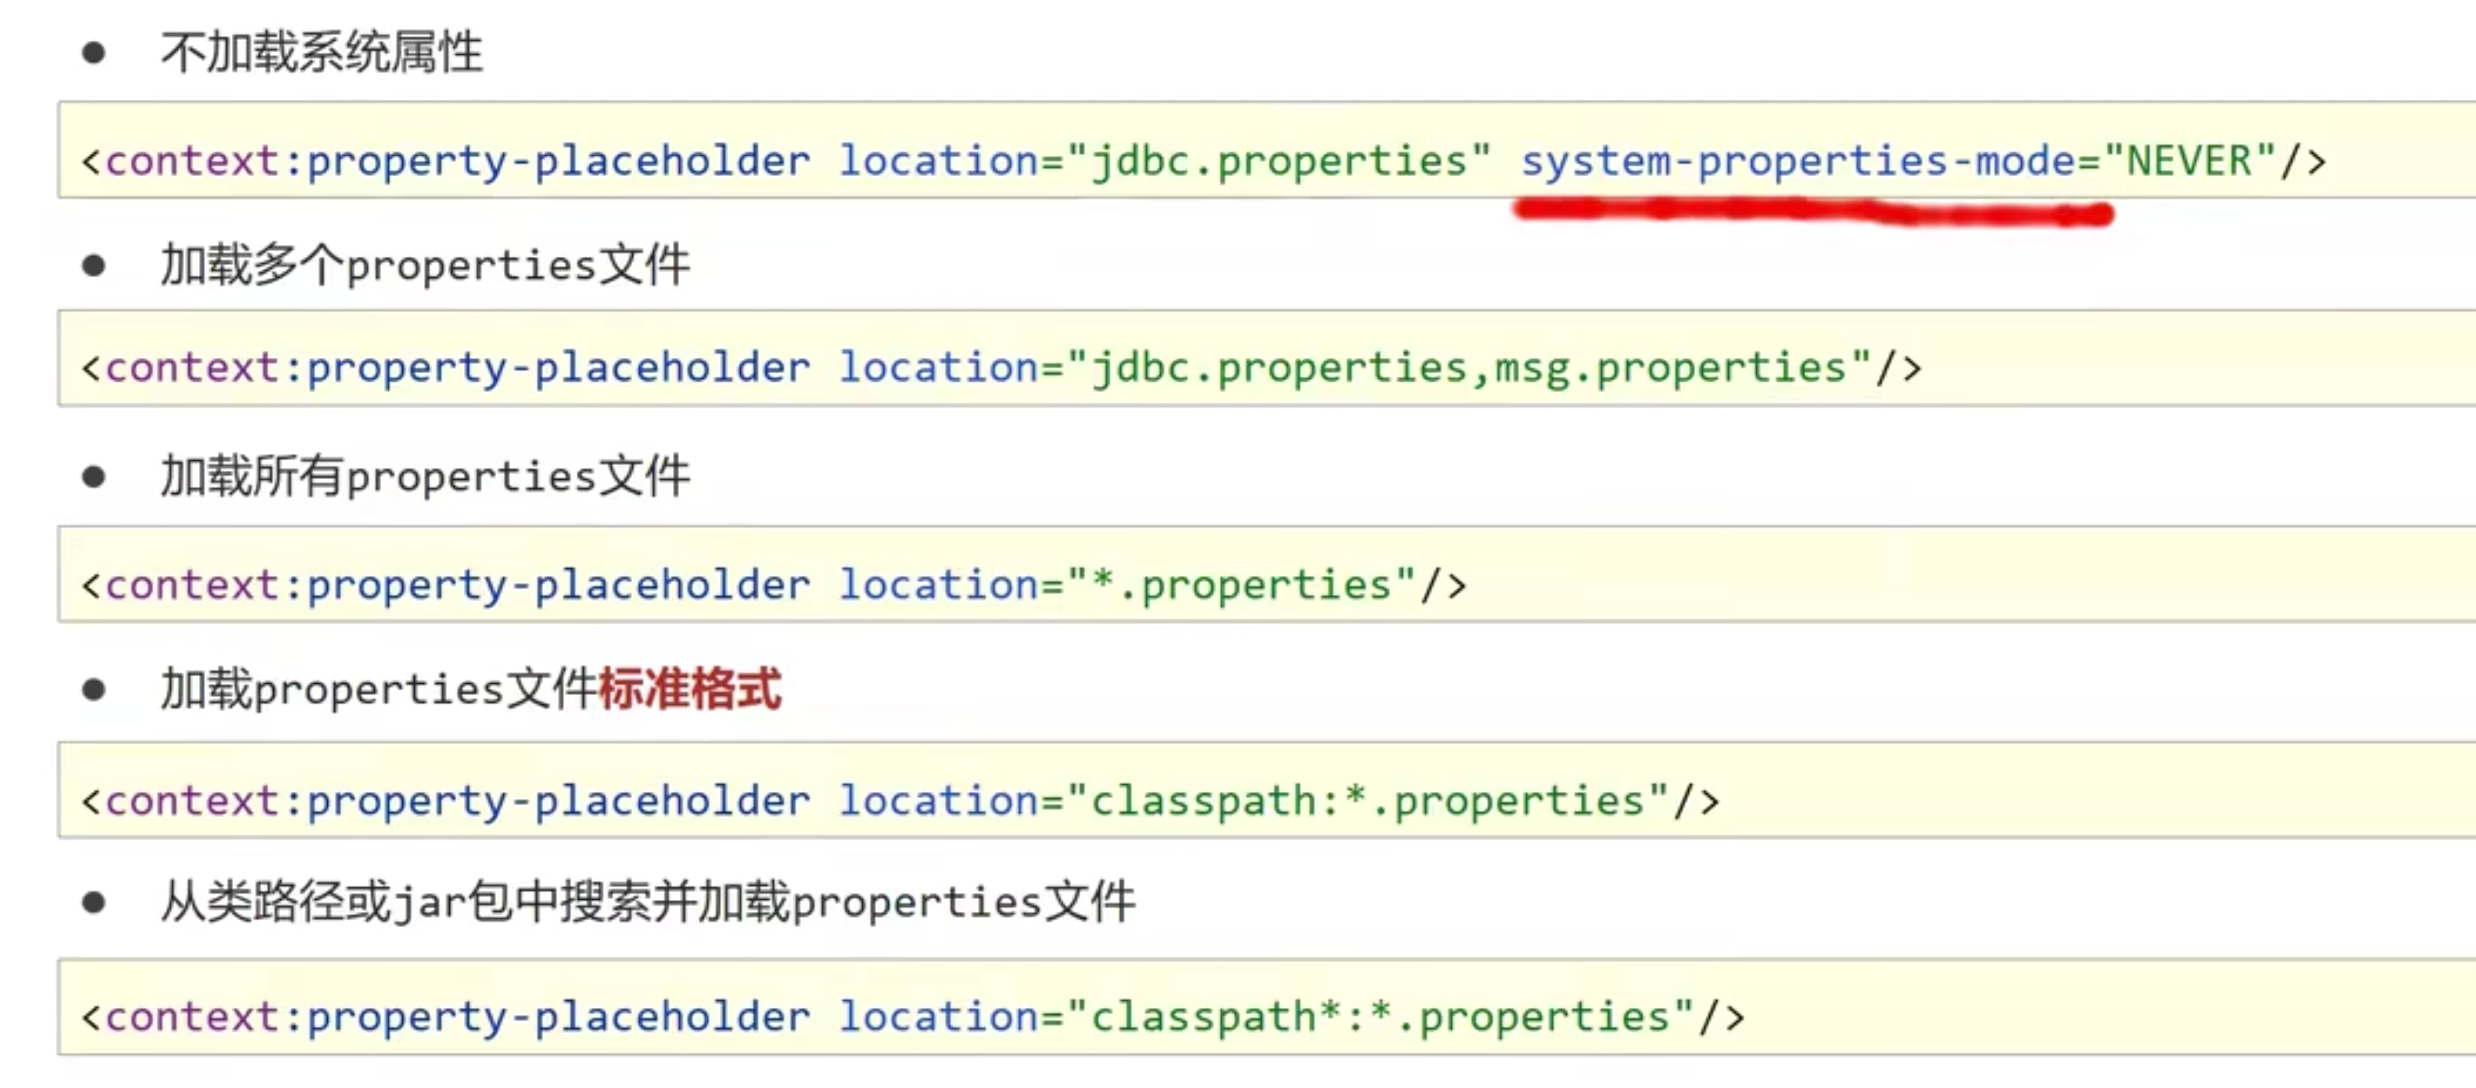 ● 不加载系统属性
<context:property-placeholder location="jdbc.properties" system-properties-mode="NEVER"/>
● 加载多个properties文件
<context:property-placeholder location="jdbc.properties,msg.properties"/>
● 加载所有properties文件
<context:property-placeholder location="*.properties"/>
● 加载properties文件标准格式
<context:property-placeholder location="classpath:*.properties"/>
● 从类路径或jar包中搜索并加载properties文件
<context:property-placeholder location="classpath*:*.properties"/>